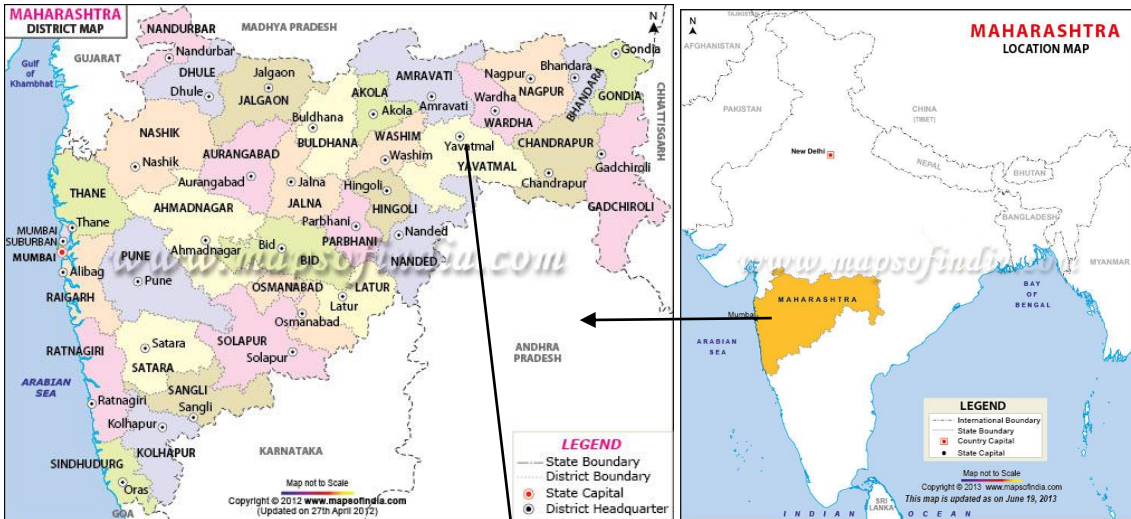 MAHARASHTRA
DISTRICT MAP
N
MADHYA PRADESH
GUJARAT
Gulf
of
Khambhat
NANDURBAR
Nandurbar
DHULE
Dhule
Jalgaon
JALGAON
AKOLA
Akola
AMRAVATI
Amravati
Nagpur
NAGPUR
Bhandara
BHANDARA
Gondia
GONDIA
CHHATTISGARH
Wardha
WARDHA
Buldhana
BULDHANA
WASHIM
Washim
Yavatmal
YAVATMAL
CHANDRAPUR
Chandrapur
Gadchiroli
GADCHIROLI
NASHIK
Nashik
AURANGABAD
Aurangabad
Jalna
JALNA
Hingoli
HINGOLI
Parbhani
PARBHANI
Nanded
NANDED
THANE
Thane
AHMADNAGAR
Ahmadnagar
Bid
BID
MUMBAI
SUBURBAN
MUMBAI
Alibag
RAIGARH
PUNE
Pune
www.mapsofindia.com
OSMANABAD
Osmanabad
LATUR
Latur
SOLAPUR
Solapur
Satara
SATARA
RATNAGIRI
Ratnagiri
ARABIAN
SEA
SANGLI
Sangli
Kolhapur
KOLHAPUR
SINDHUDURG
Oras
GOA
KARNATAKA
ANDHRA
PRADESH
Map not to Scale
Copyright © 2012 www.mapsofindia.com
(Updated on 27th April 2012)
LEGEND
State Boundary
District Boundary
State Capital
District Headquarter
MAHARASHTRA
LOCATION MAP
N
TAJIKISTAN
AFGHANISTAN
PAKISTAN
CHINA
(TIBET)
New Delhi
NEPAL
BHUTAN
BANGLADESH
MYANMAR
www.mapsofindia.com
MAHARASHTRA
Mumbai
ARABIAN
SEA
BAY
OF
BENGAL
LEGEND
International Boundary
State Boundary
Country Capital
State Capital
Map not to Scale
Copyright © 2013 www.mapsofindia.com
This map is updated as on June 19, 2013
SRI
LANKA
INDIAN OCEAN